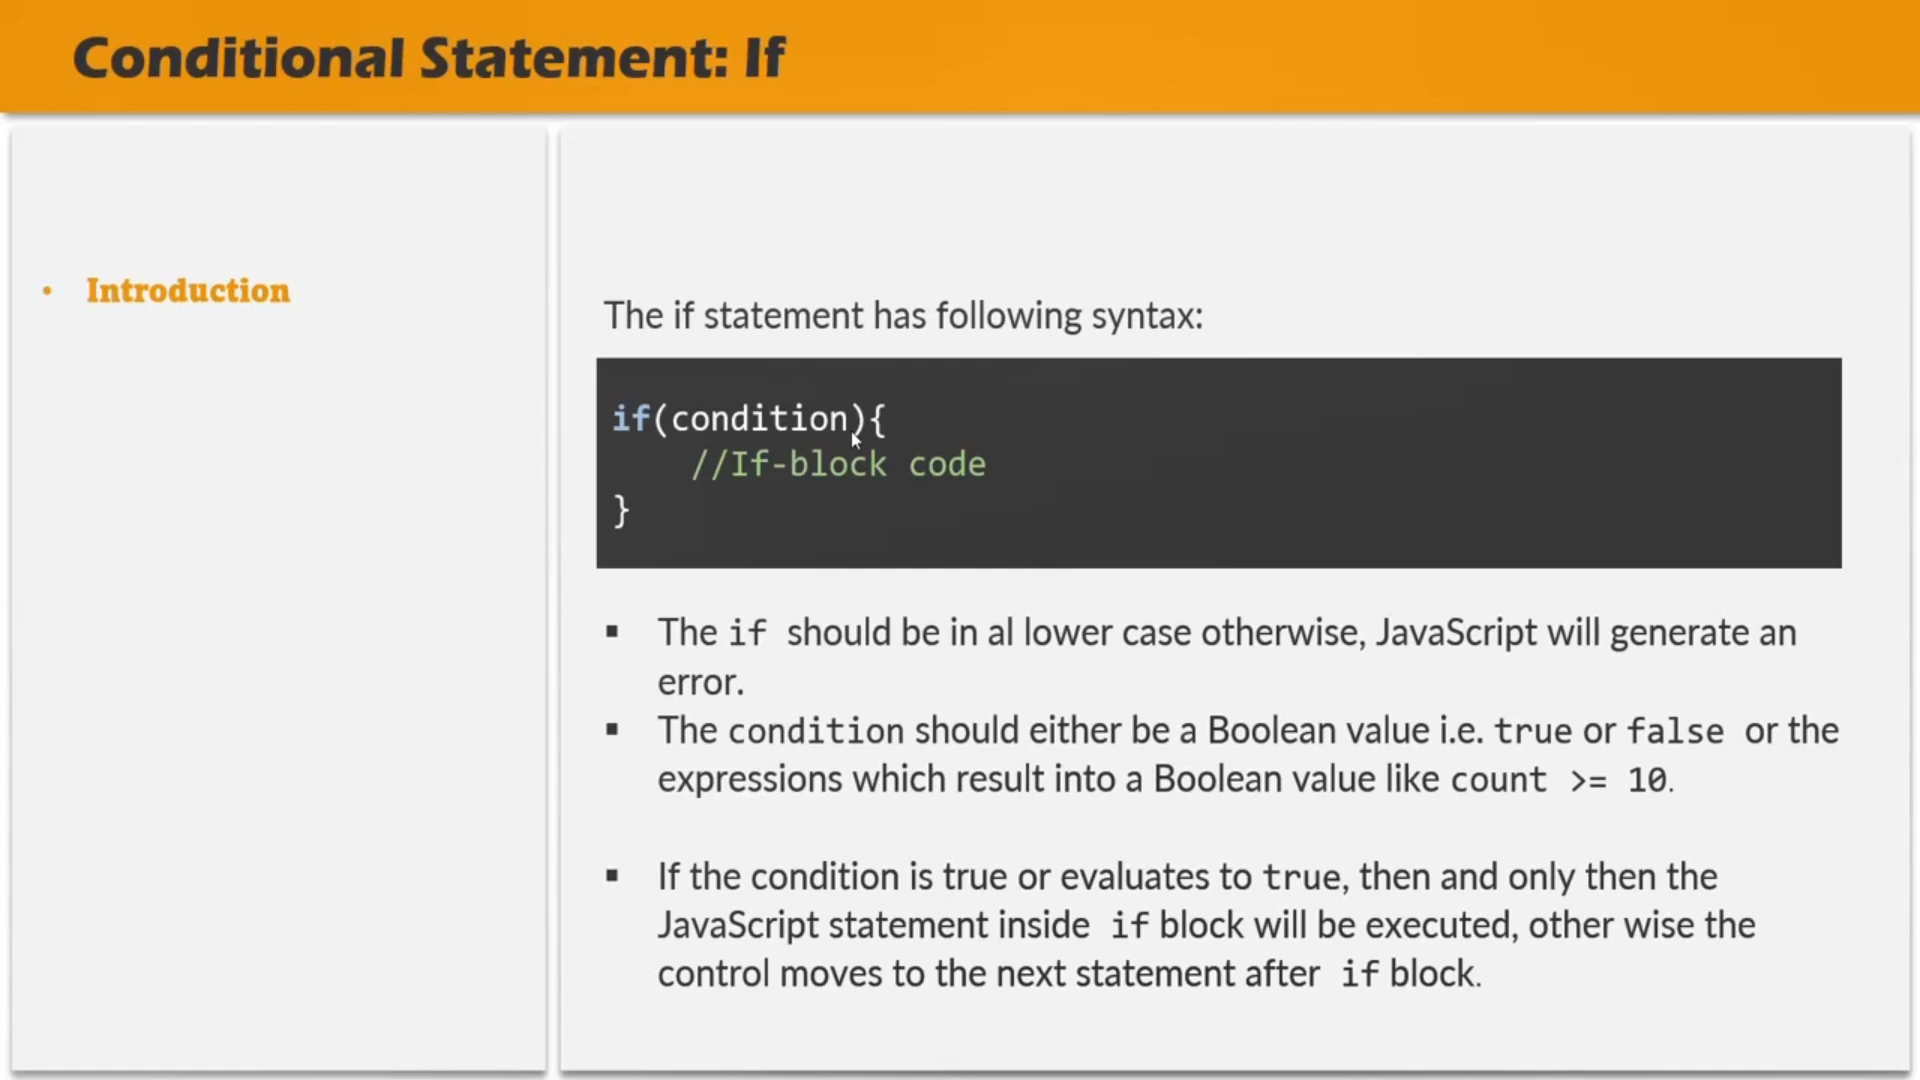 Conditional Statement: If
• Introduction
The if statement has following syntax:
if(condition){
//If-block code
}
▪ The if should be in al lower case otherwise, JavaScript will generate an
error.
▪ The condition should either be a Boolean value i.e. true or false or the
expressions which result into a Boolean value like count >= 10.
▪ If the condition is true or evaluates to true, then and only then the
JavaScript statement inside if block will be executed, other wise the
control moves to the next statement after if block.